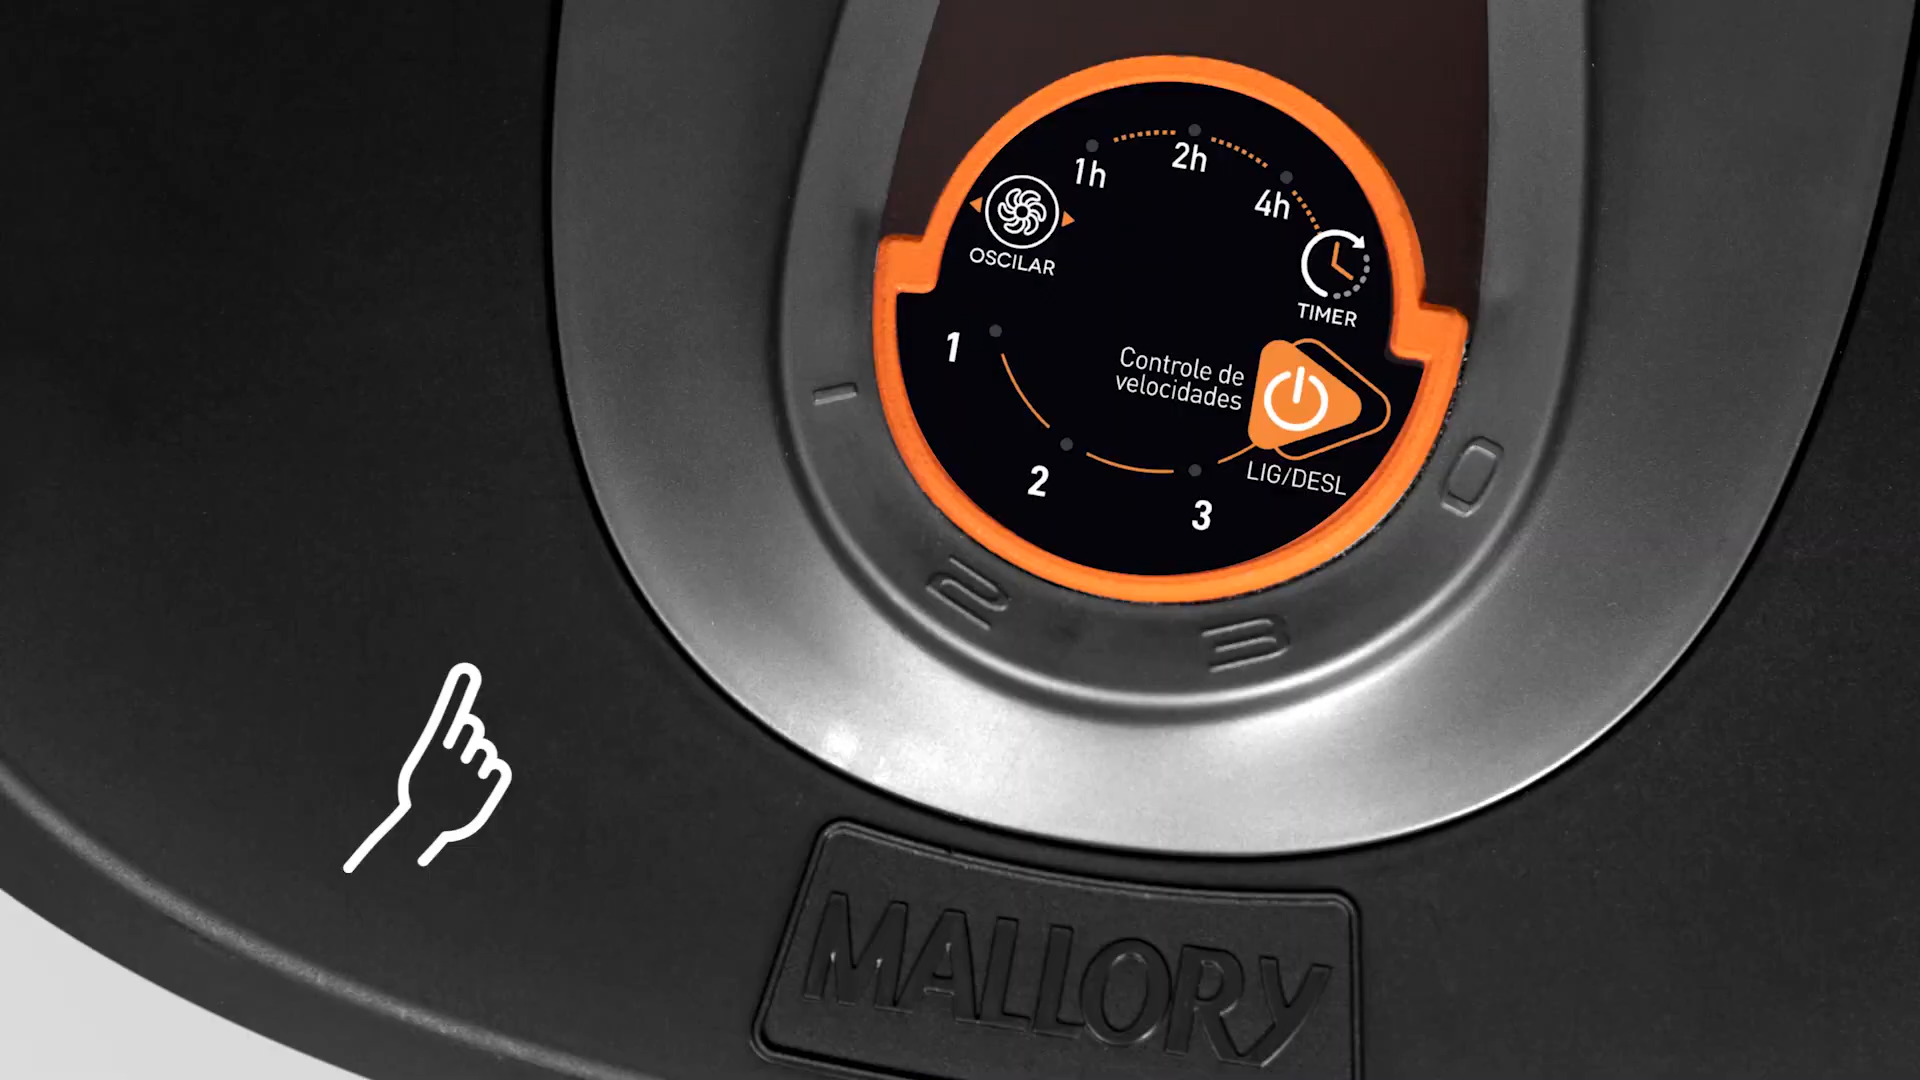 1h
2h
4h
OSCILAR
TIMER
1
Controle de
velocidades
LIG/DESL
2
3
1
2
3
0
MALLORY